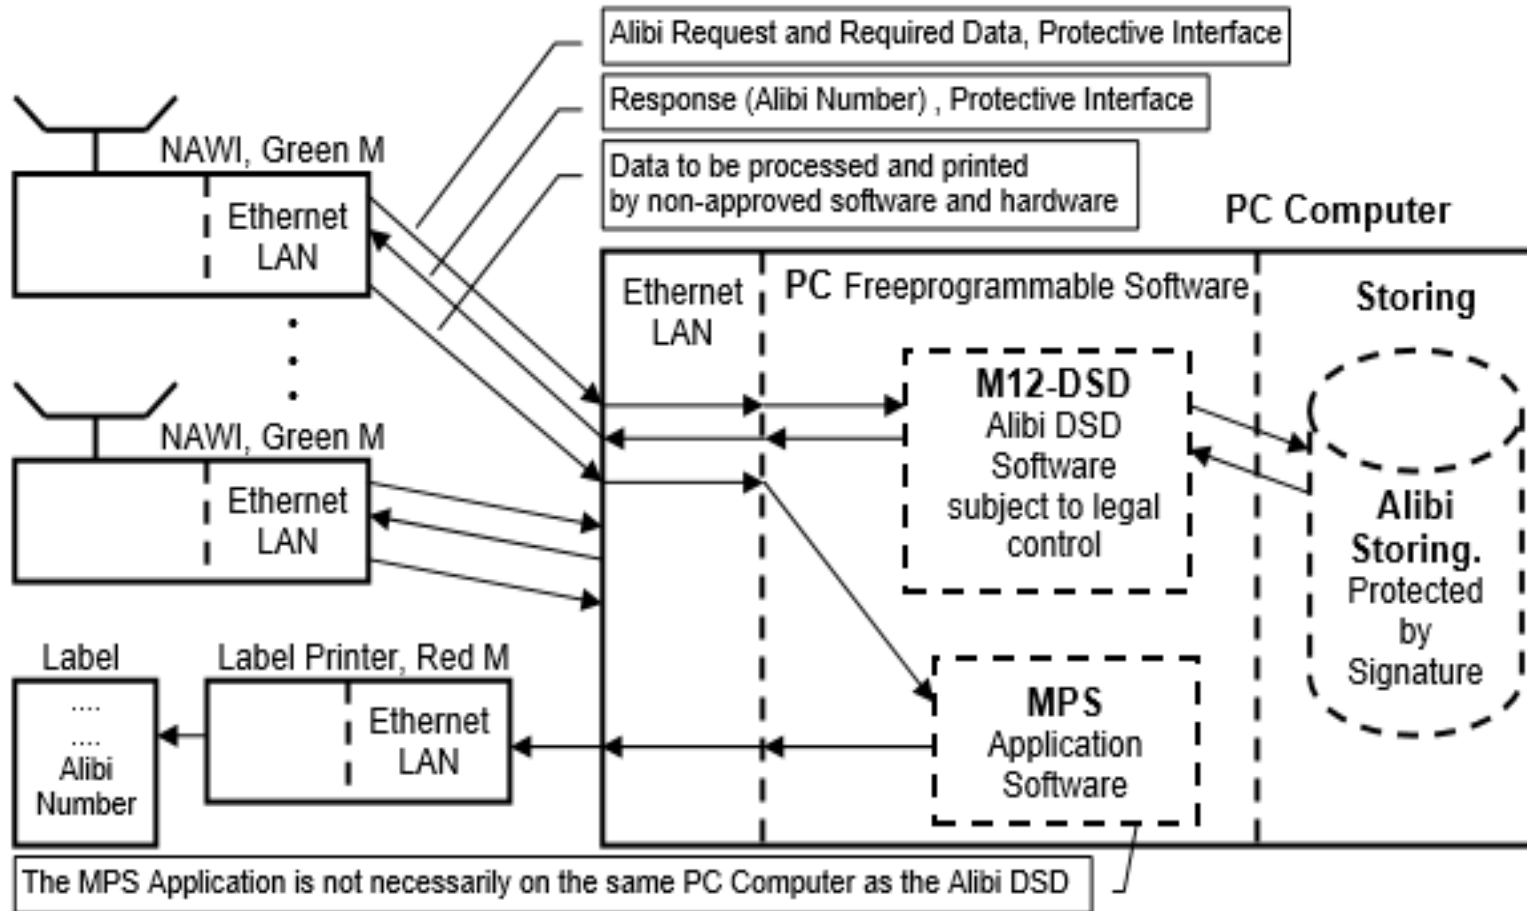 Alibi Request and Required Data, Protective Interface
Response (Alibi Number) , Protective Interface
Data to be processed and printed
by non-approved software and hardware
NAWI, Green M
Ethernet
LAN
NAWI, Green M
Ethernet
LAN
PC Computer
Ethernet
LAN
PC Freeprogrammable Software
Storing
M12-DSD
Alibi DSD
Software
subject to legal
control
Alibi
Storing.
Protected
by
Signature
MPS
Application
Software
Label
....
....
Alibi
Number
Label Printer, Red M
Ethernet
LAN
The MPS Application is not necessarily on the same PC Computer as the Alibi DSD